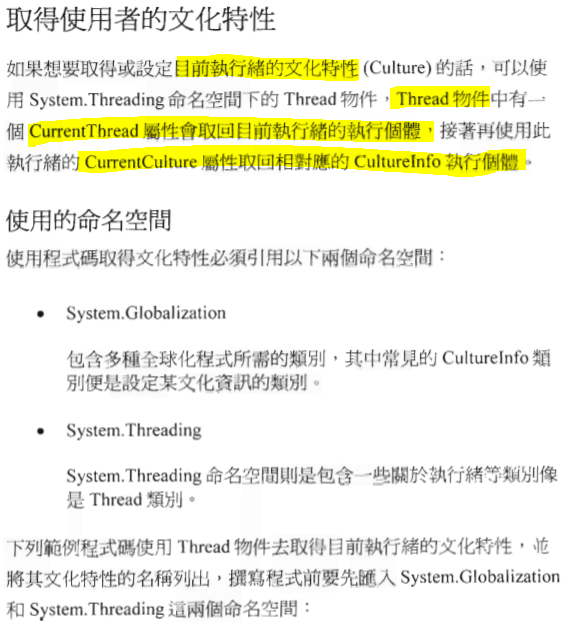 取得使用者的文化特性
如果想要取得或設定目前執行緒的文化特性 (Culture) 的話，可以使
用 System.Threading 命名空間下的 Thread 物件，Thread 物件中有一
個 CurrentThread 屬性會取回目前執行緒的執行個體，接著再使用此
執行緒的 CurrentCulture 屬性取回相對應的 CultureInfo 執行個體。
使用的命名空間
使用程式碼取得文化特性必須引用以下兩個命名空間：
• System.Globalization
包含多種全球化程式所需的類別，其中常見的 CultureInfo 類
別便是設定某文化資訊的類別。
• System.Threading
System.Threading 命名空間則是包含一些關於執行緒等類別像
是 Thread 類別。
下列範例程式碼使用 Thread 物件去取得目前執行緒的文化特性，並
將其文化特性的名稱列出，撰寫程式前要先匯入 System.Globalization
和 System.Threading 這兩個命名空間：